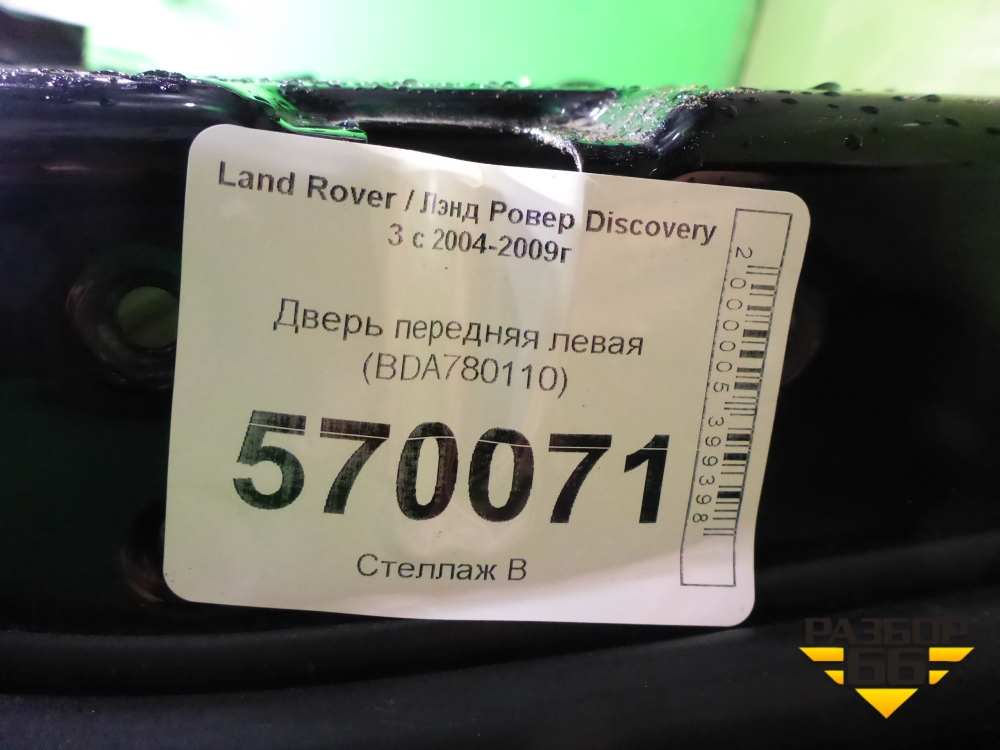 Land Rover / Лэнд Ровер Discovery
3 с 2004-2009г
Дверь передняя левая
(BDA780110)
570071
Стеллаж В
2000005399398
РАЗБОР
66